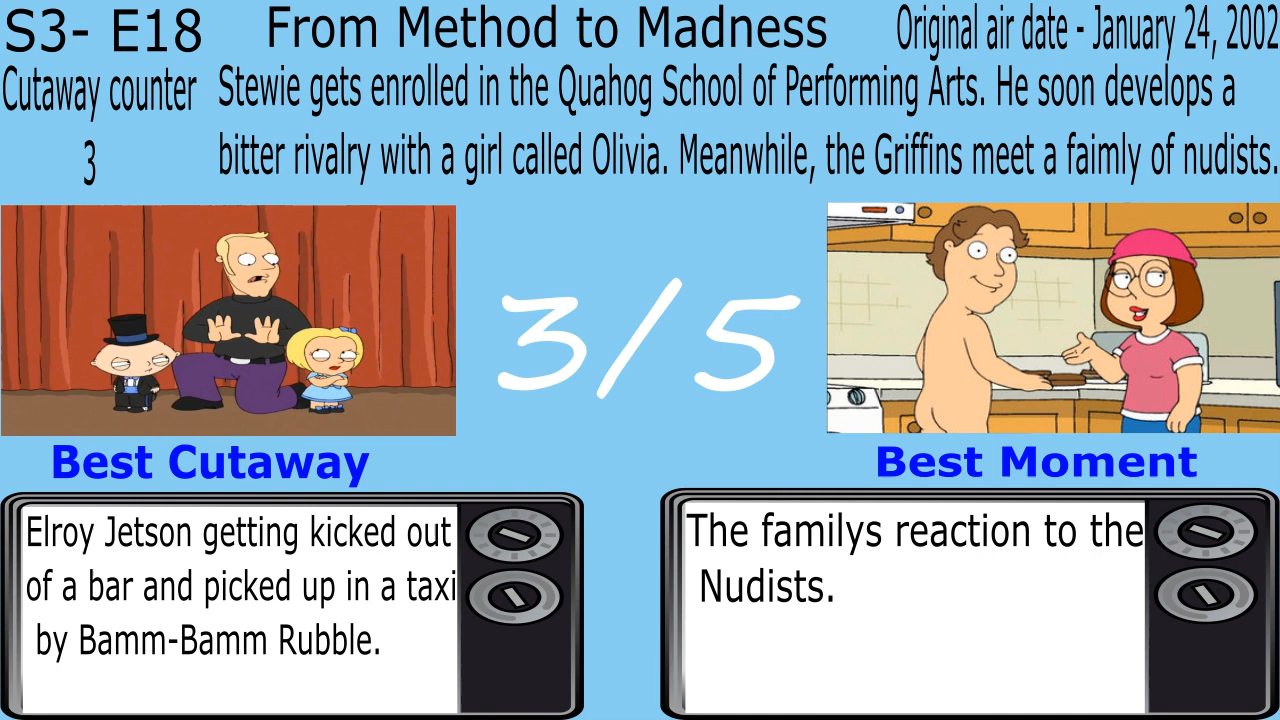 S3- E18
From Method to Madness
Original air date - January 24, 2002
Cutaway counter
3
Stewie gets enrolled in the Quahog School of Performing Arts. He soon develops a
bitter rivalry with a girl called Olivia. Meanwhile, the Griffins meet a faimly of nudists.
3/5
Best Cutaway
Elroy Jetson getting kicked out
of a bar and picked up in a taxi
by Bamm-Bamm Rubble.
Best Moment
The familys reaction to the
Nudists.